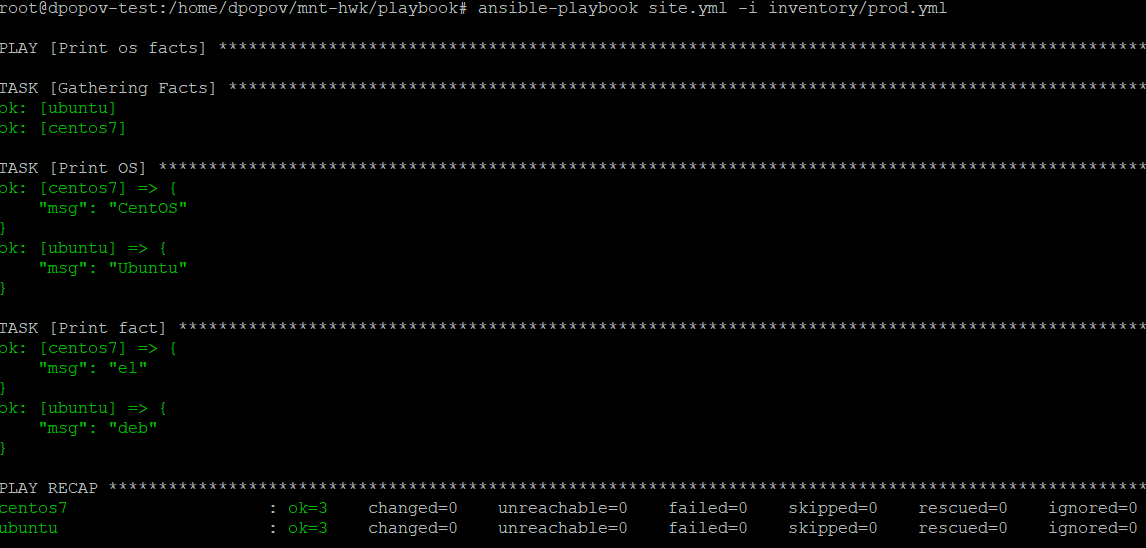 root@dpopov-test:/home/dpopov/mnt-hwk/playbook# ansible-playbook site.yml -i inventory/prod.yml
PLAY [Print os facts] *********************************************************************************************
TASK [Gathering Facts] ********************************************************************************************
ok: [ubuntu]
ok: [centos7]
TASK [Print OS] ***************************************************************************************************
ok: [centos7] => {
    "msg": "CentOS"
}
ok: [ubuntu] => {
    "msg": "Ubuntu"
}
TASK [Print fact] *************************************************************************************************
ok: [centos7] => {
    "msg": "el"
}
ok: [ubuntu] => {
    "msg": "deb"
}
PLAY RECAP ********************************************************************************************************
centos7                    : ok=3    changed=0    unreachable=0    failed=0    skipped=0    rescued=0    ignored=0
ubuntu                     : ok=3    changed=0    unreachable=0    failed=0    skipped=0    rescued=0    ignored=0